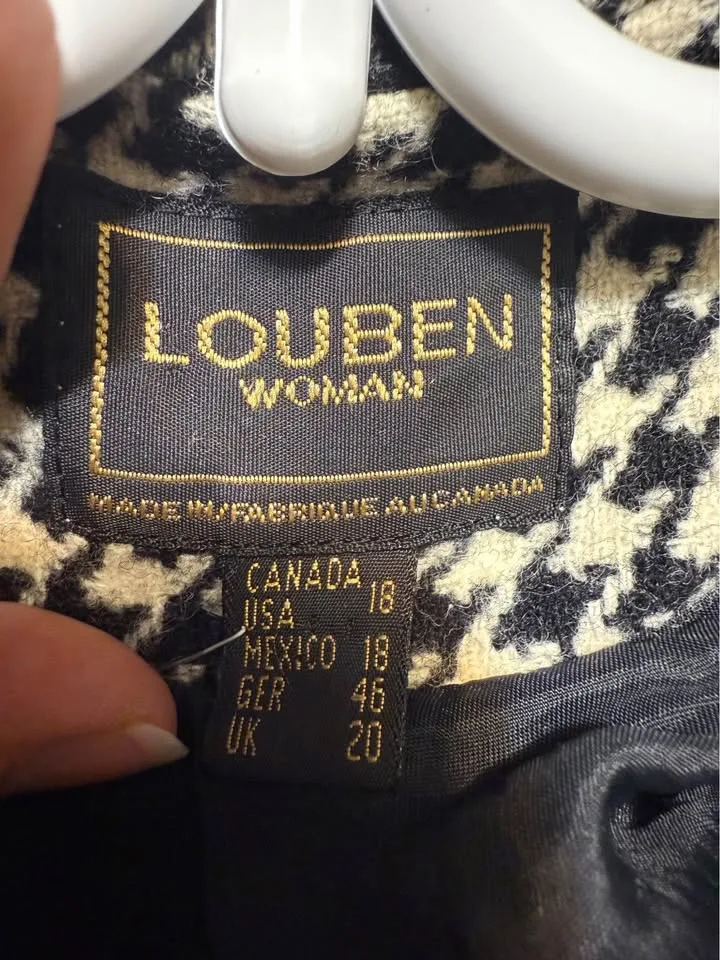 LOUBEN
WOMAN
MADE IN/FABRIQUE AU CANADA
CANADA 18
USA
MEXICO 18
GER 46
UK 20